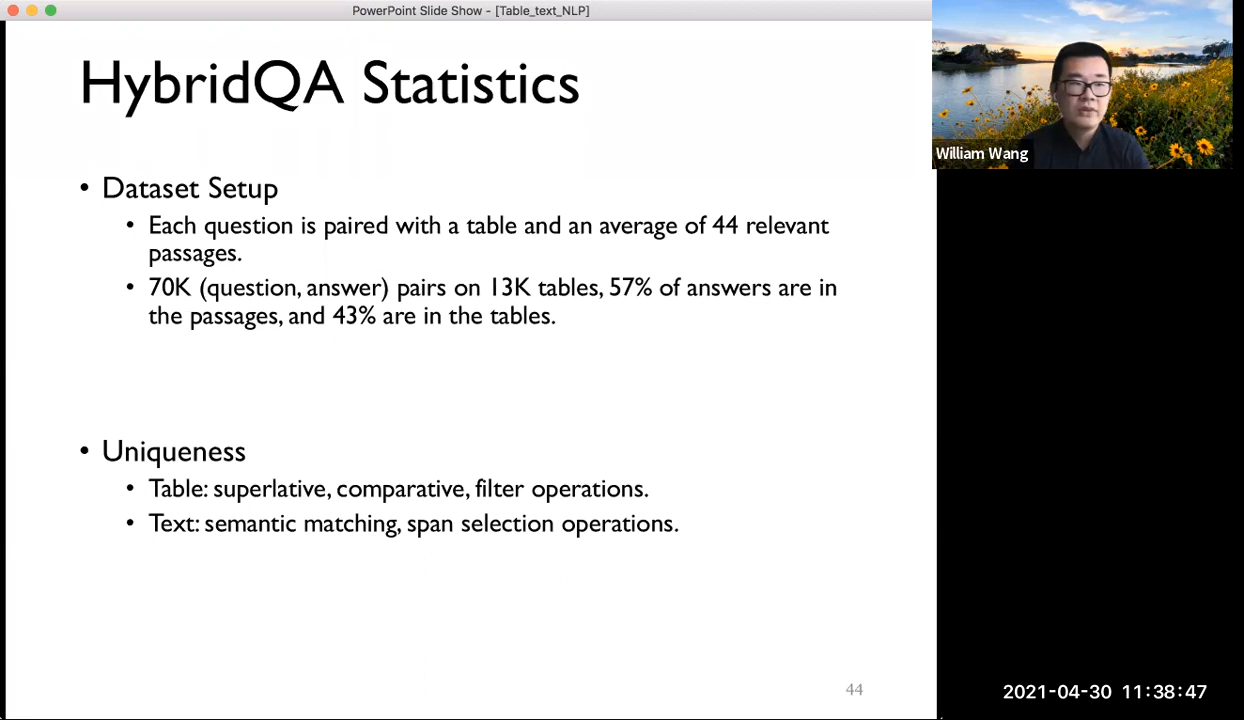 PowerPoint Slide Show - [Table_text_NLP]
HybridQA Statistics
William Wang
• Dataset Setup
• Each question is paired with a table and an average of 44 relevant
passages.
• 70K (question, answer) pairs on 13K tables, 57% of answers are in
the passages, and 43% are in the tables.
• Uniqueness
• Table: superlative, comparative, filter operations.
• Text: semantic matching, span selection operations.
44
2021-04-30 11:38:47